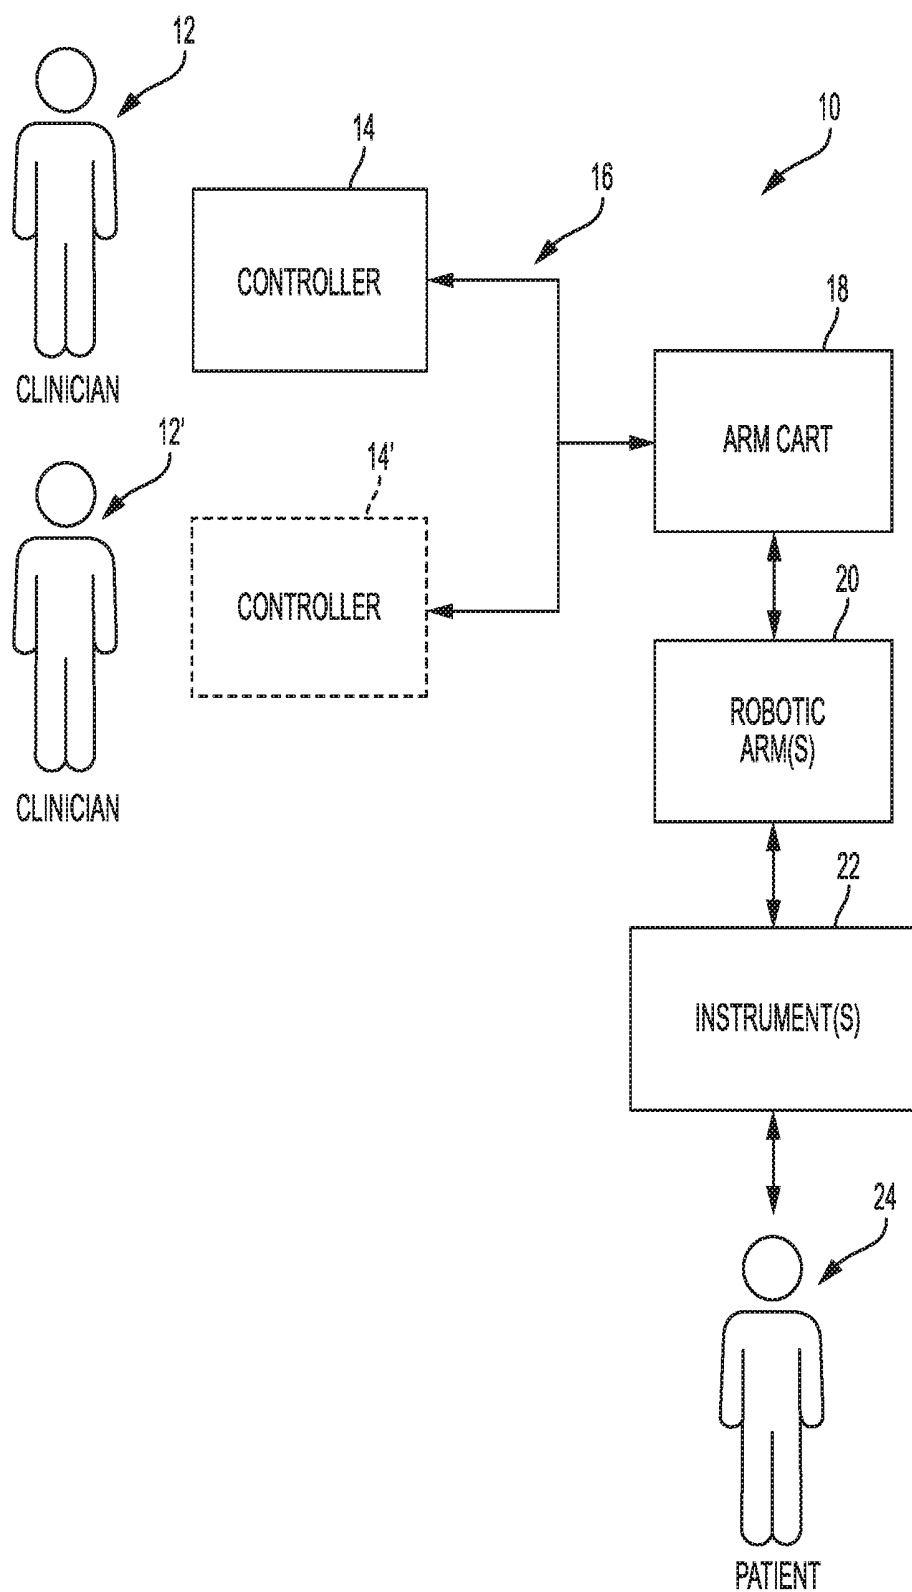 12
14
16
10
CONTROLLER
18
CLINICIAN
ARM CART
12'
14'
CONTROLLER
20
ROBOTIC
ARM(S)
CLINICIAN
22
INSTRUMENT(S)
24
PATIENT